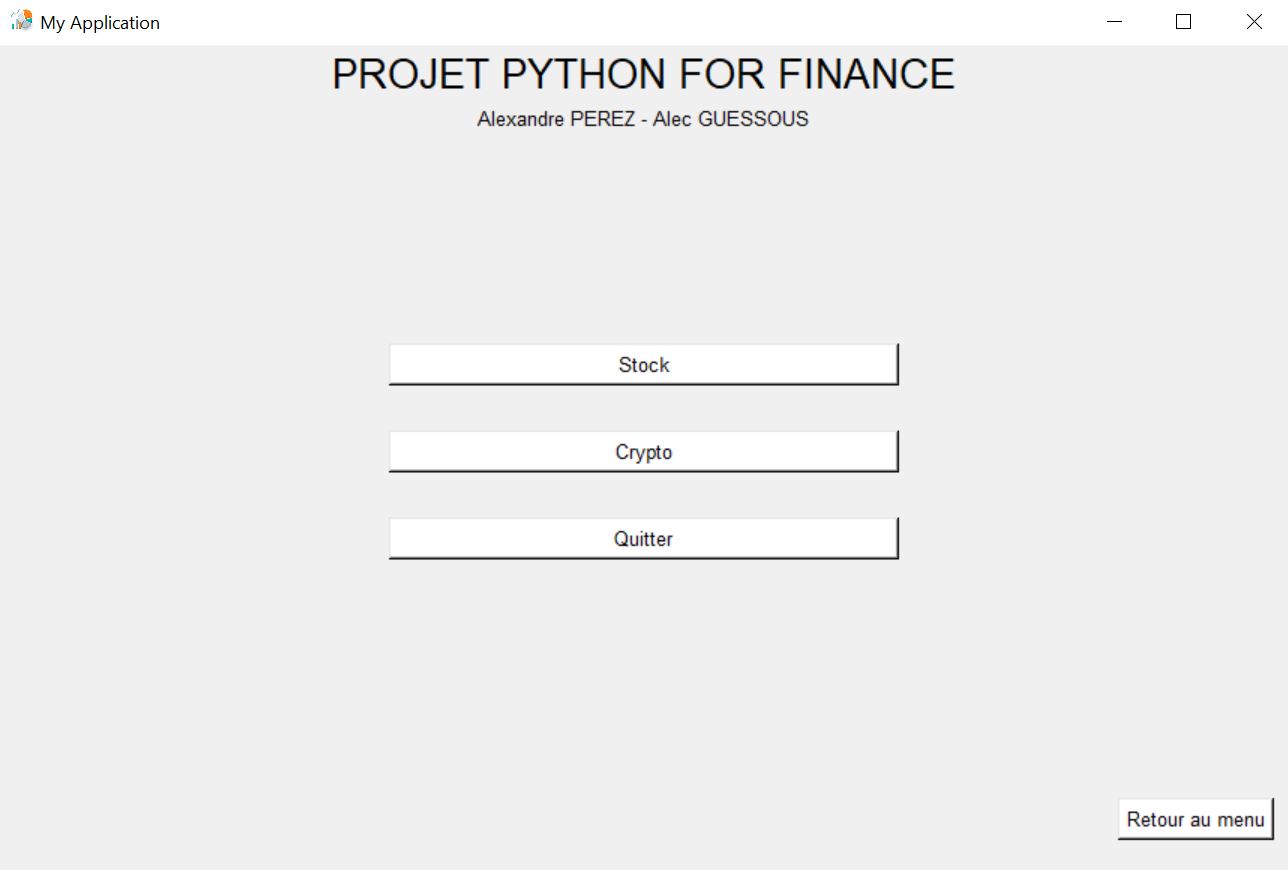 My Application
PROJET PYTHON FOR FINANCE
Alexandre PEREZ - Alec GUESSOUS
Stock
Crypto
Quitter
Retour au menu